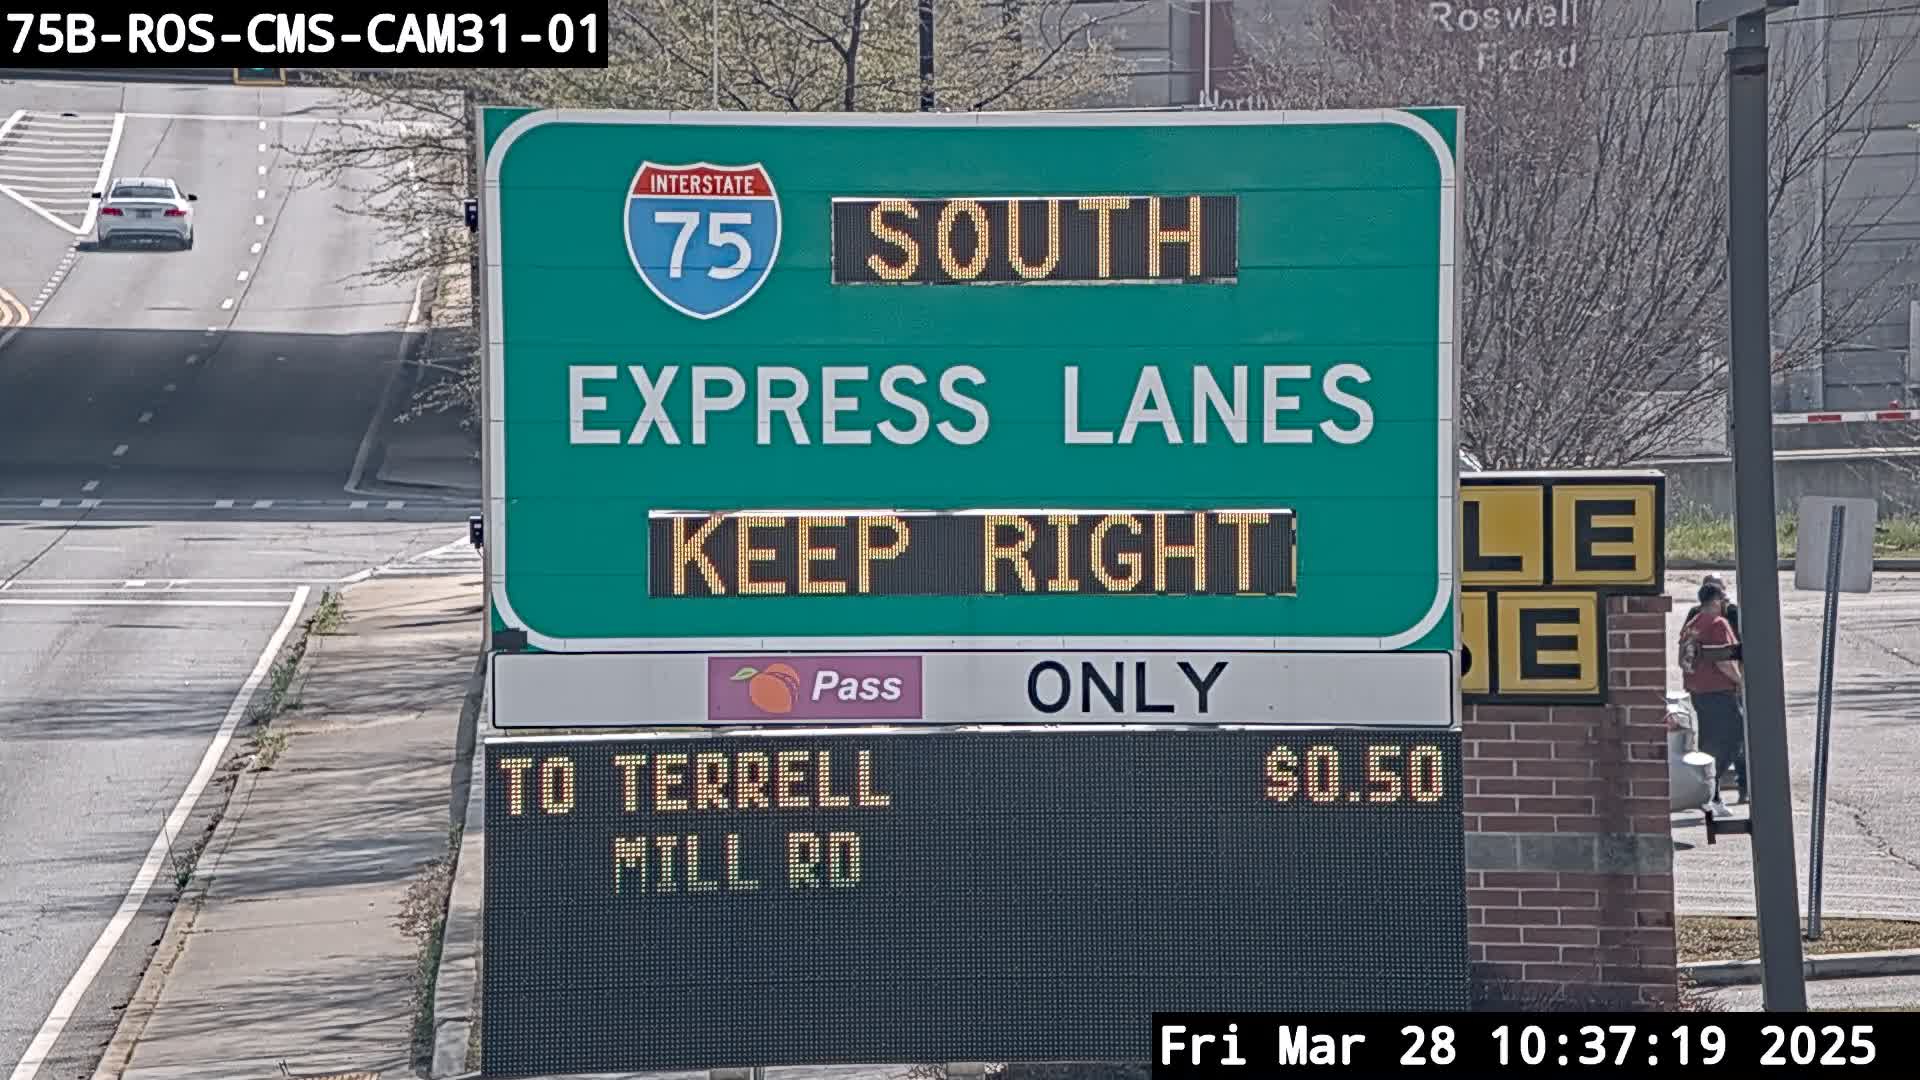 75B-ROS-CMS-CAM31-01
Roswell
Road
INTERSTATE
75
SOUTH
EXPRESS LANES
KEEP RIGHT
LE
E
Pass ONLY
TO TERRELL $0.50
MILL RD
Fri Mar 28 10:37:19 2025